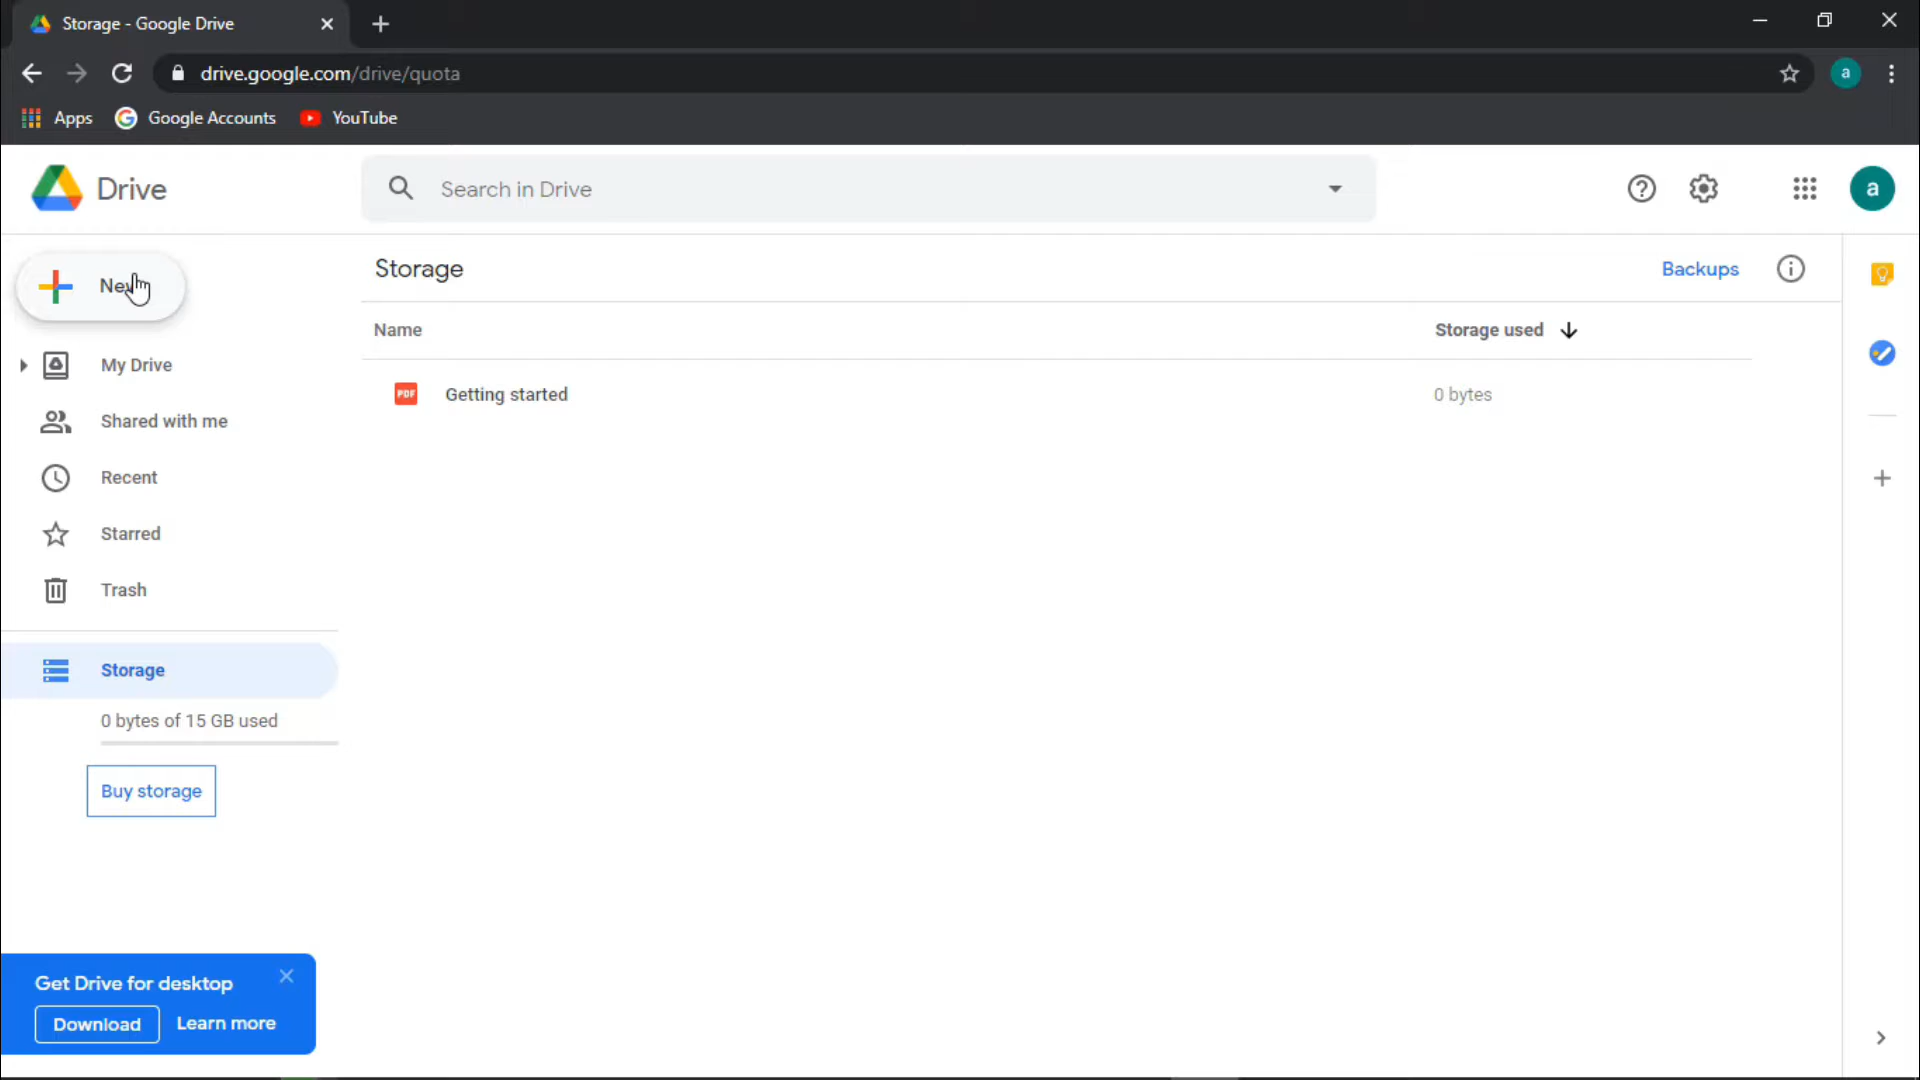 Storage - Google Drive
drive.google.com/drive/quota
a
Apps
Google Accounts
YouTube
Drive
Search in Drive
a
New
Storage
Backups
Name
Storage used
My Drive
PDF
Getting started
0 bytes
Shared with me
Recent
Starred
Trash
Storage
0 bytes of 15 GB used
Buy storage
Get Drive for desktop
Download
Learn more